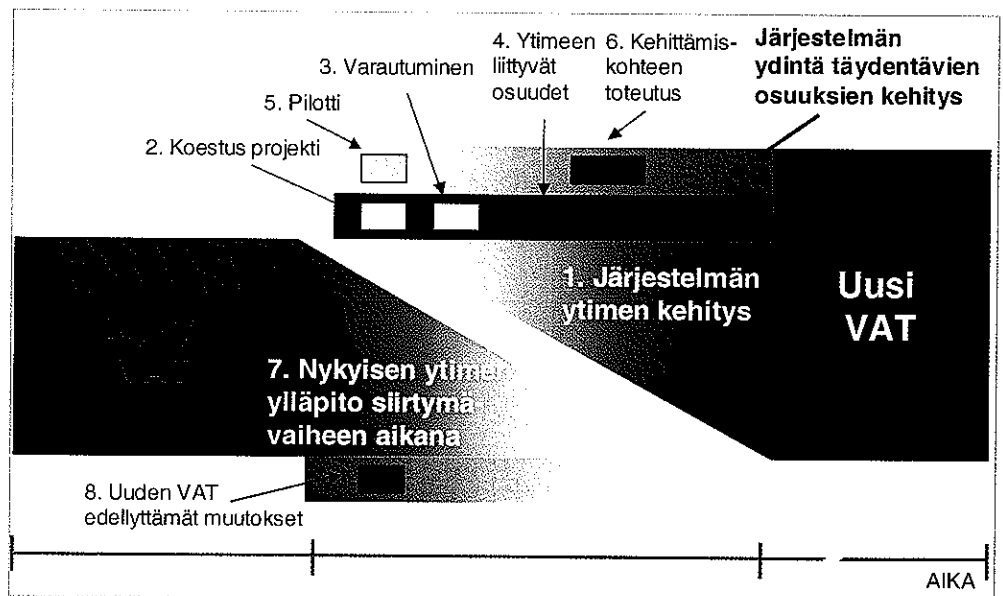 4. Ytimeen
liittyvät
osuudet
6. Kehittämis-
kohteen
toteutus
Järjestelmän
ydintä täydentävien
osuuksien kehitys
3. Varautuminen
5. Pilotti
2. Koestus projekti
1. Järjestelmän
ytimen kehitys
Uusi
VAT
7. Nykyisen ytimen
ylläpito siirtymä-
vaiheen aikana
8. Uuden VAT
edellyttämät muutokset
AIKA